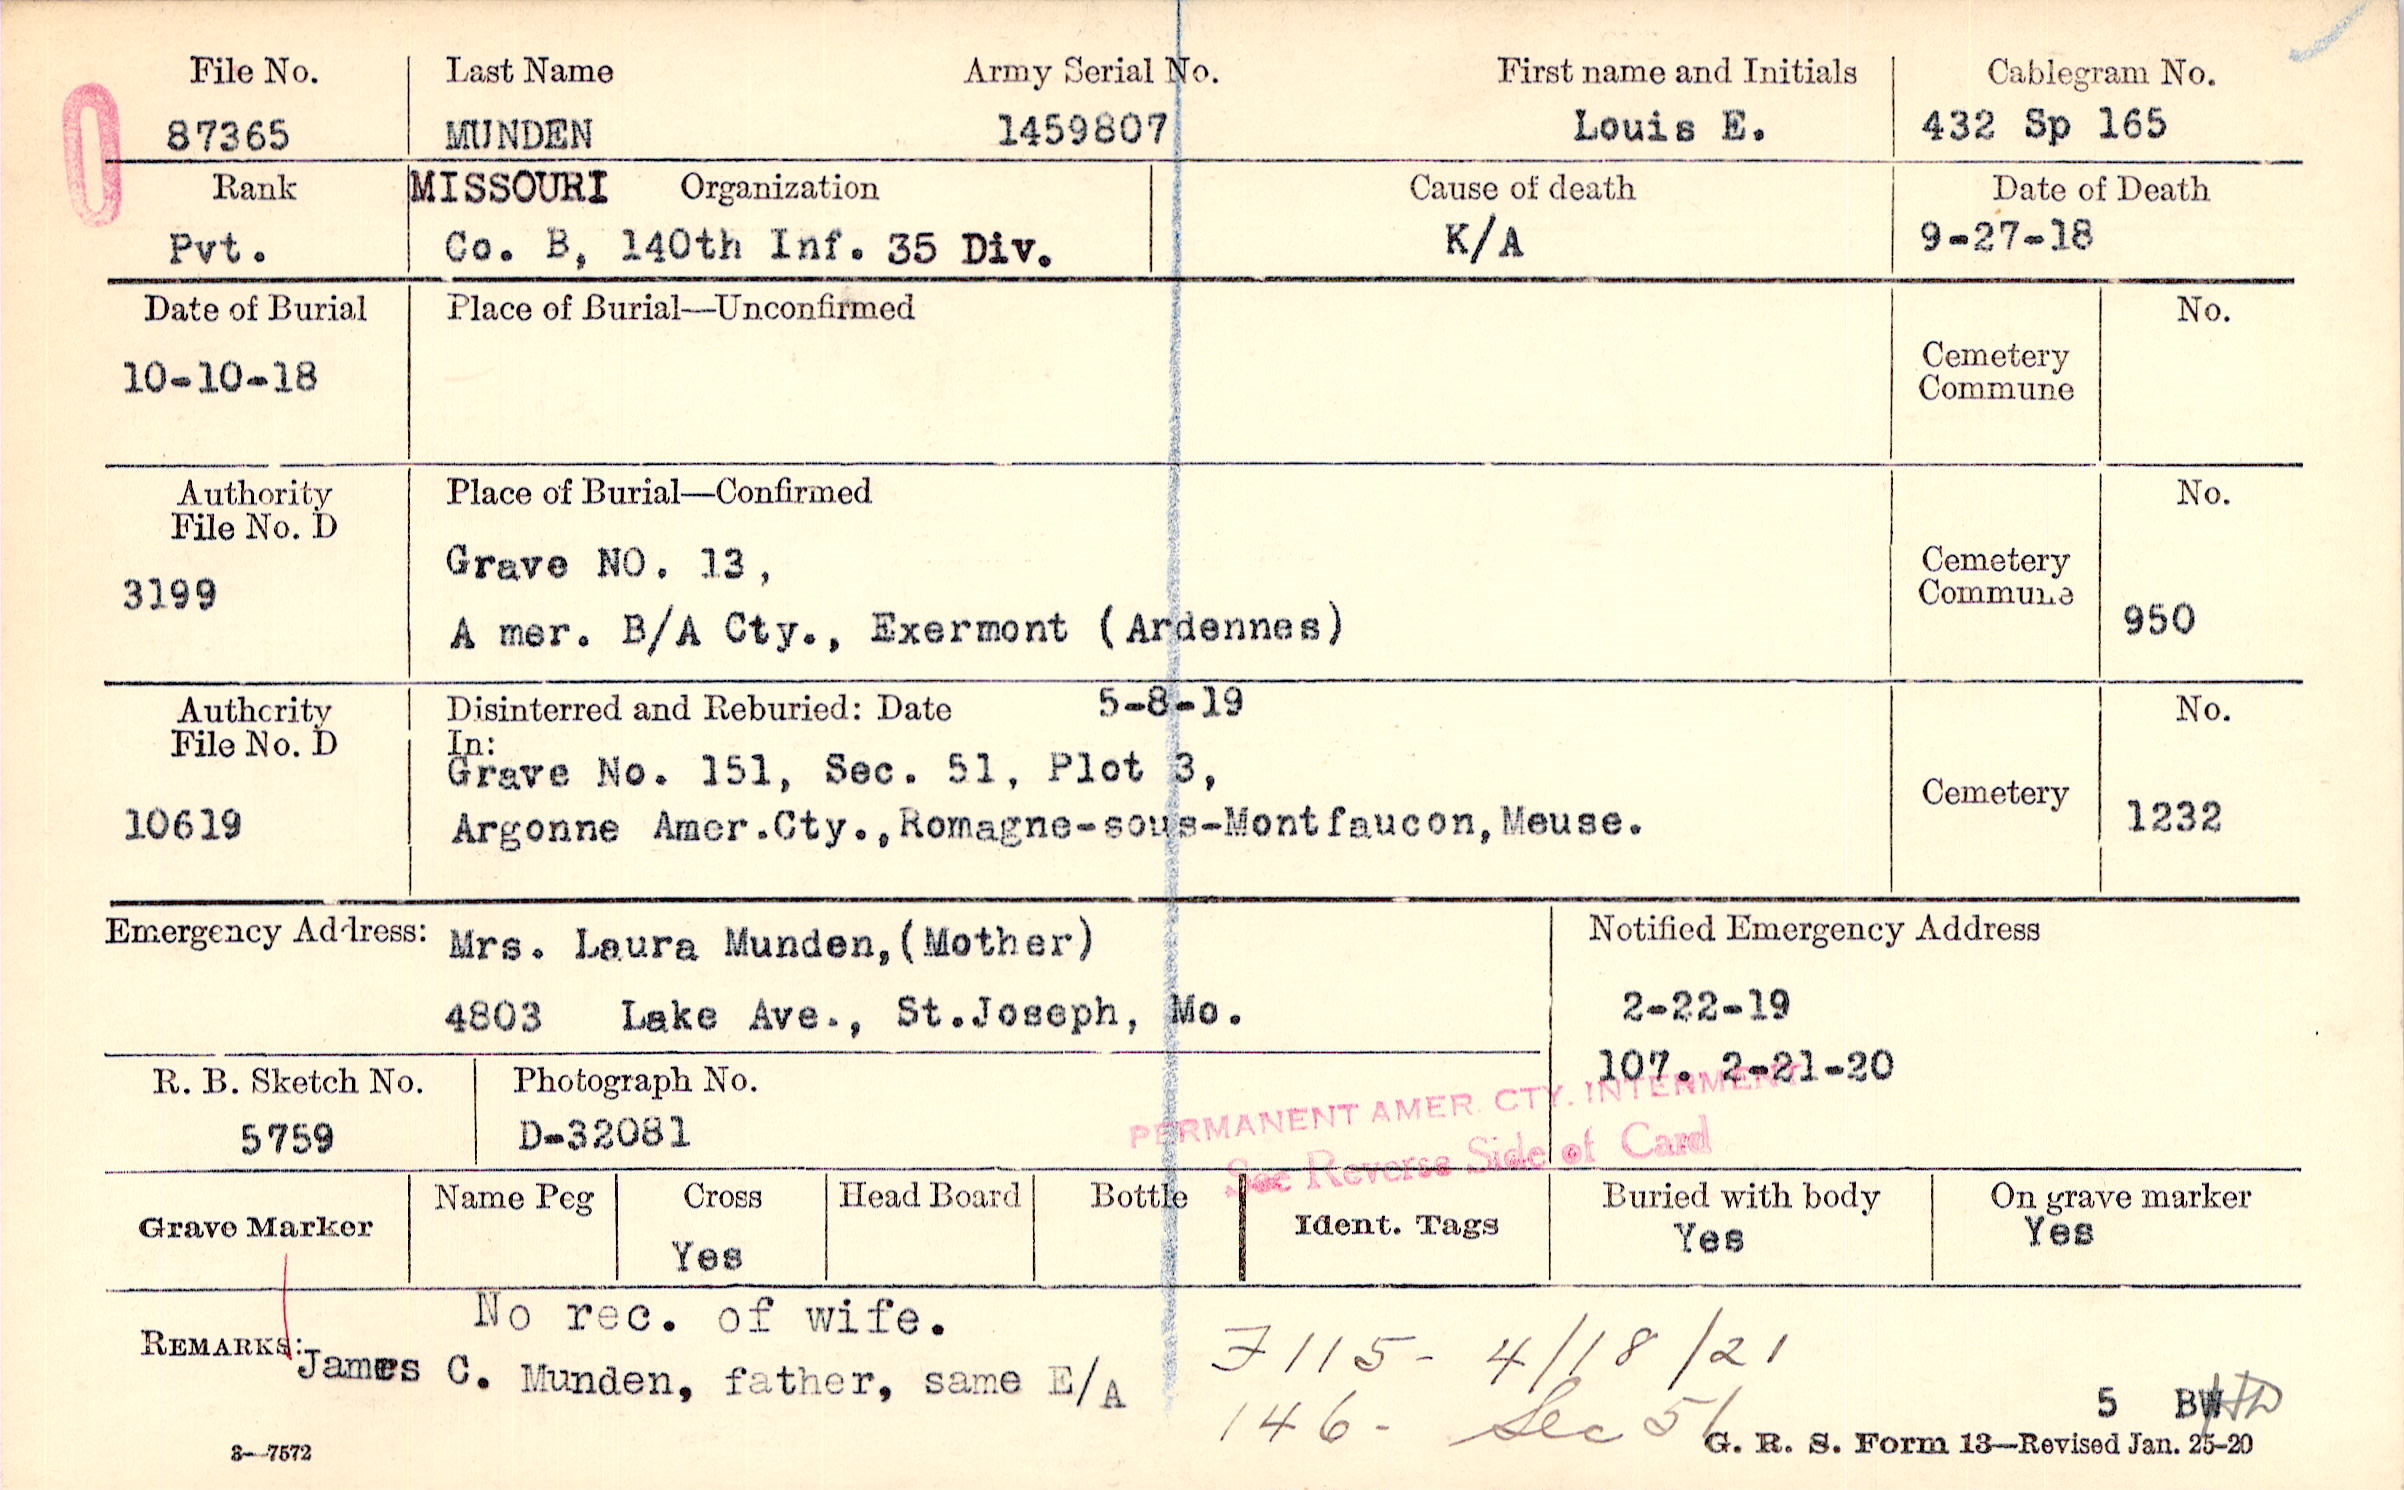 File No. Last Name Army Serial No. First name and Initials Cablegram No.
87365 MUNDEN 1459807 Louis E. 432 Sp 165
Rank MISSOURI Organization Cause of death Date of Death
Pvt. Co. B, 140th Inf. 35 Div. K/A 9-27-18
Date of Burial Place of Burial—Unconfirmed No.
10-10-18 Cemetery
Commune
Authority Place of Burial—Confirmed No.
File No. D
3199 Grave NO. 13, Cemetery
Commune
A mer. B/A Cty., Exermont (Ardennes) 950
Authority Disinterred and Reburied: Date 5-8-19 No.
File No. D In:
Grave No. 151, Sec. 51, Plot 3, Cemetery
10619 Argonne Amer.Cty.,Romagne-sous-Montfaucon,Meuse. 1232
Emergency Address: Mrs. Laura Munden,(Mother) Notified Emergency Address
4803 Lake Ave., St.Joseph, Mo. 2-22-19
107. 2-21-20
R. B. Sketch No. Photograph No.
5759 D-32081
PERMANENT AMER. CTY. INTERMENT
See Reverse Side of Card
Grave Marker Name Peg Cross Head Board Bottle Ident. Tags Buried with body On grave marker
Yes Yes Yes
No rec. of wife.
REMARKS: James C. Munden, father, same E/A
F115- 4/18/21
146- Sec 51
5 BW
3—7572 G. R. S. Form 13—Revised Jan. 25-20